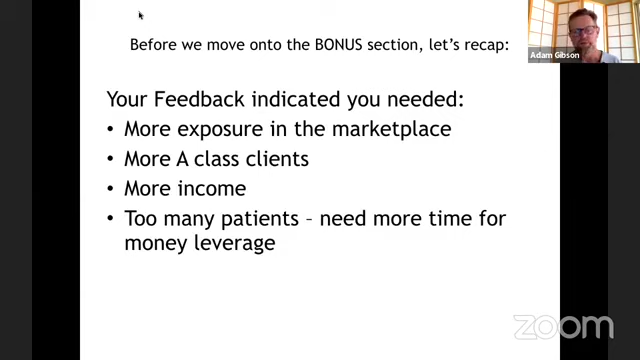 Before we move onto the BONUS section, let's recap:
Adam Gibson
Your Feedback indicated you needed:
• More exposure in the marketplace
• More A class clients
• More income
• Too many patients – need more time for
money leverage
zoom